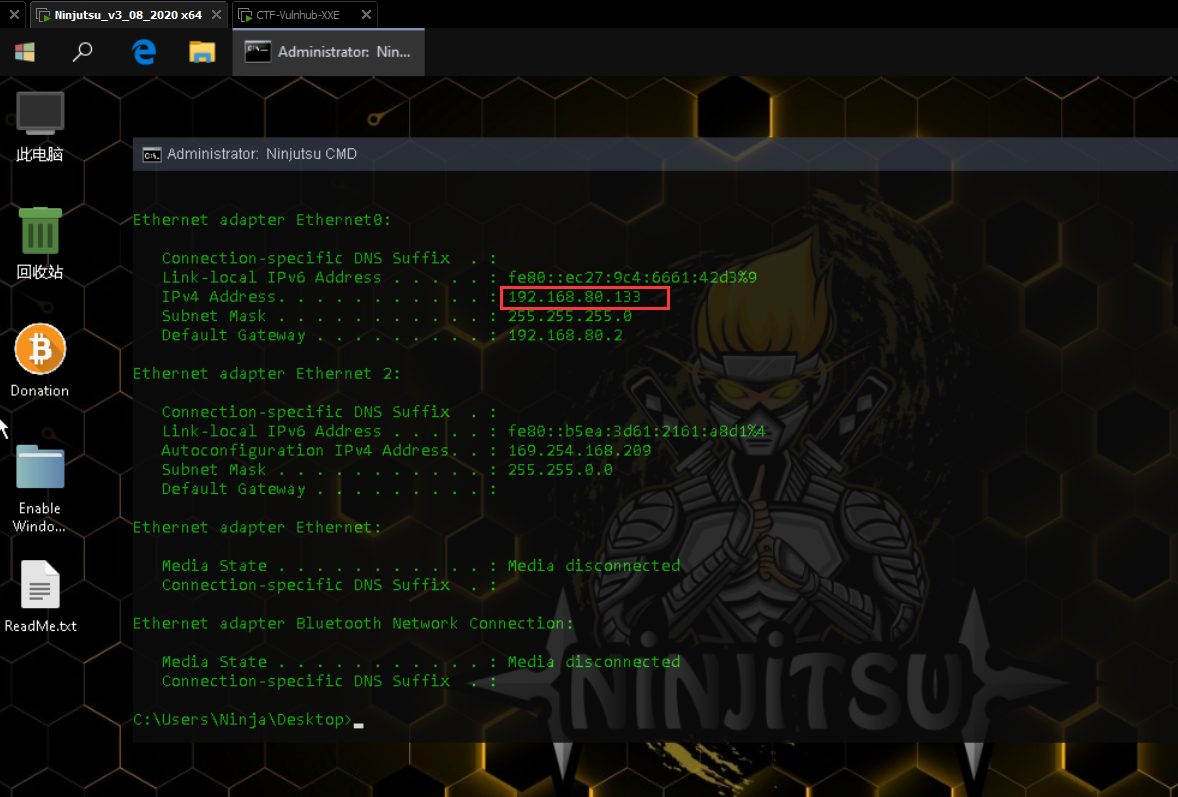 Ninjutsu_v3_08_2020 x64
CTF-Vulnhub-XXE
Administrator: Nin...
此电脑
回收站
Donation
Enable
Windo...
ReadMe.txt
Administrator: Ninjutsu CMD
Ethernet adapter Ethernet0:
Connection-specific DNS Suffix . :
Link-local IPv6 Address . . . . . : fe80::ec27:9c4:6661:42d3%9
IPv4 Address. . . . . . . . . . . : 192.168.80.133
Subnet Mask . . . . . . . . . . . : 255.255.255.0
Default Gateway . . . . . . . . . : 192.168.80.2
Ethernet adapter Ethernet 2:
Connection-specific DNS Suffix . :
Link-local IPv6 Address . . . . . : fe80::b5ea:3d61:2161:a8d1%4
Autoconfiguration IPv4 Address. . : 169.254.168.209
Subnet Mask . . . . . . . . . . . : 255.255.0.0
Default Gateway . . . . . . . . . :
Ethernet adapter Ethernet:
Media State . . . . . . . . . . . : Media disconnected
Connection-specific DNS Suffix . :
Ethernet adapter Bluetooth Network Connection:
Media State . . . . . . . . . . . : Media disconnected
Connection-specific DNS Suffix . :
C:\Users\Ninja\Desktop>
NiNJiTSU